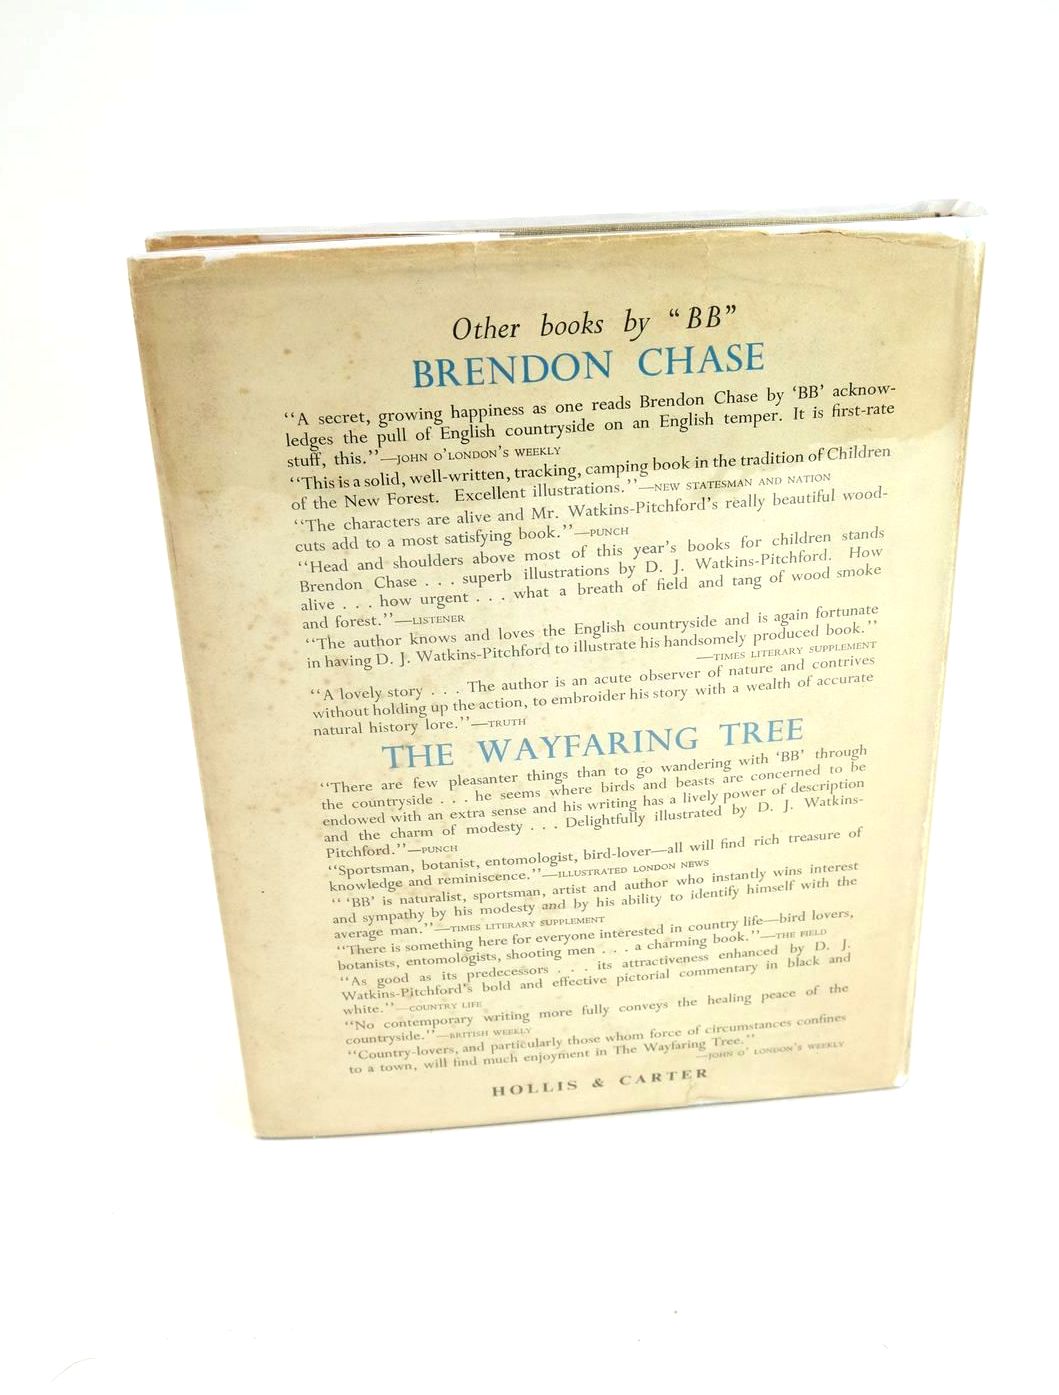 Other books by “BB”
BRENDON CHASE
“A secret, growing happiness as one reads Brendon Chase by ‘BB’ acknow-
ledges the pull of English countryside on an English temper. It is first-rate
stuff, this.”—JOHN O'LONDON'S WEEKLY
“This is a solid, well-written, tracking, camping book in the tradition of Children
of the New Forest. Excellent illustrations.”—NEW STATESMAN AND NATION
“The characters are alive and Mr. Watkins-Pitchford's really beautiful wood-
cuts add to a most satisfying book.”—PUNCH
“Head and shoulders above most of this year's books for children stands
Brendon Chase . . . superb illustrations by D. J. Watkins-Pitchford. How
alive . . . how urgent . . . what a breath of field and tang of wood smoke
and forest.”—LISTENER
“The author knows and loves the English countryside and is again fortunate
in having D. J. Watkins-Pitchford to illustrate his handsomely produced book.”
—TIMES LITERARY SUPPLEMENT
“A lovely story . . . The author is an acute observer of nature and contrives
without holding up the action, to embroider his story with a wealth of accurate
natural history lore.”—TRUTH
THE WAYFARING TREE
“There are few pleasanter things than to go wandering with ‘BB’ through
the countryside . . . he seems where birds and beasts are concerned to be
endowed with an extra sense and his writing has a lively power of description
and the charm of modesty . . . Delightfully illustrated by D. J. Watkins-
Pitchford.”—PUNCH
“Sportsman, botanist, entomologist, bird-lover—all will find rich treasure of
knowledge and reminiscence.”—ILLUSTRATED LONDON NEWS
“ ‘BB’ is naturalist, sportsman, artist and author who instantly wins interest
and sympathy by his modesty and by his ability to identify himself with the
average man.”—TIMES LITERARY SUPPLEMENT
“There is something here for everyone interested in country life—bird lovers,
botanists, entomologists, shooting men . . . a charming book.”—THE FIELD
“As good as its predecessors . . . its attractiveness enhanced by D. J.
Watkins-Pitchford's bold and effective pictorial commentary in black and
white.”—COUNTRY LIFE
“No contemporary writing more fully conveys the healing peace of the
countryside.”—BRITISH WEEKLY
“Country-lovers, and particularly those whom force of circumstances confines
to a town, will find much enjoyment in The Wayfaring Tree.”
—JOHN O' LONDON'S WEEKLY
HOLLIS & CARTER